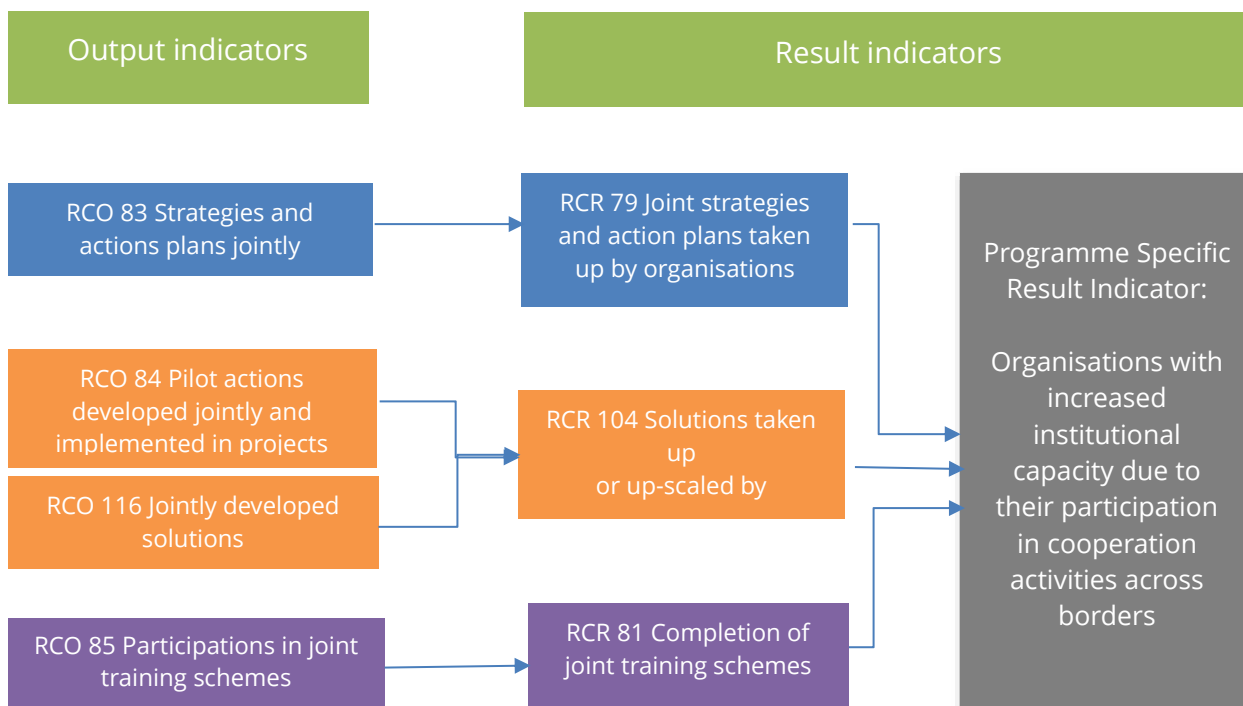 Output indicators
Result indicators
RCO 83 Strategies and
actions plans jointly
RCR 79 Joint strategies
and action plans taken
up by organisations
RCO 84 Pilot actions
developed jointly and
implemented in projects
RCO 116 Jointly developed
solutions
RCR 104 Solutions taken
up
or up-scaled by
RCO 85 Participations in joint
training schemes
RCR 81 Completion of
joint training schemes
Programme Specific
Result Indicator:
Organisations with
increased
institutional
capacity due to
their participation
in cooperation
activities across
borders